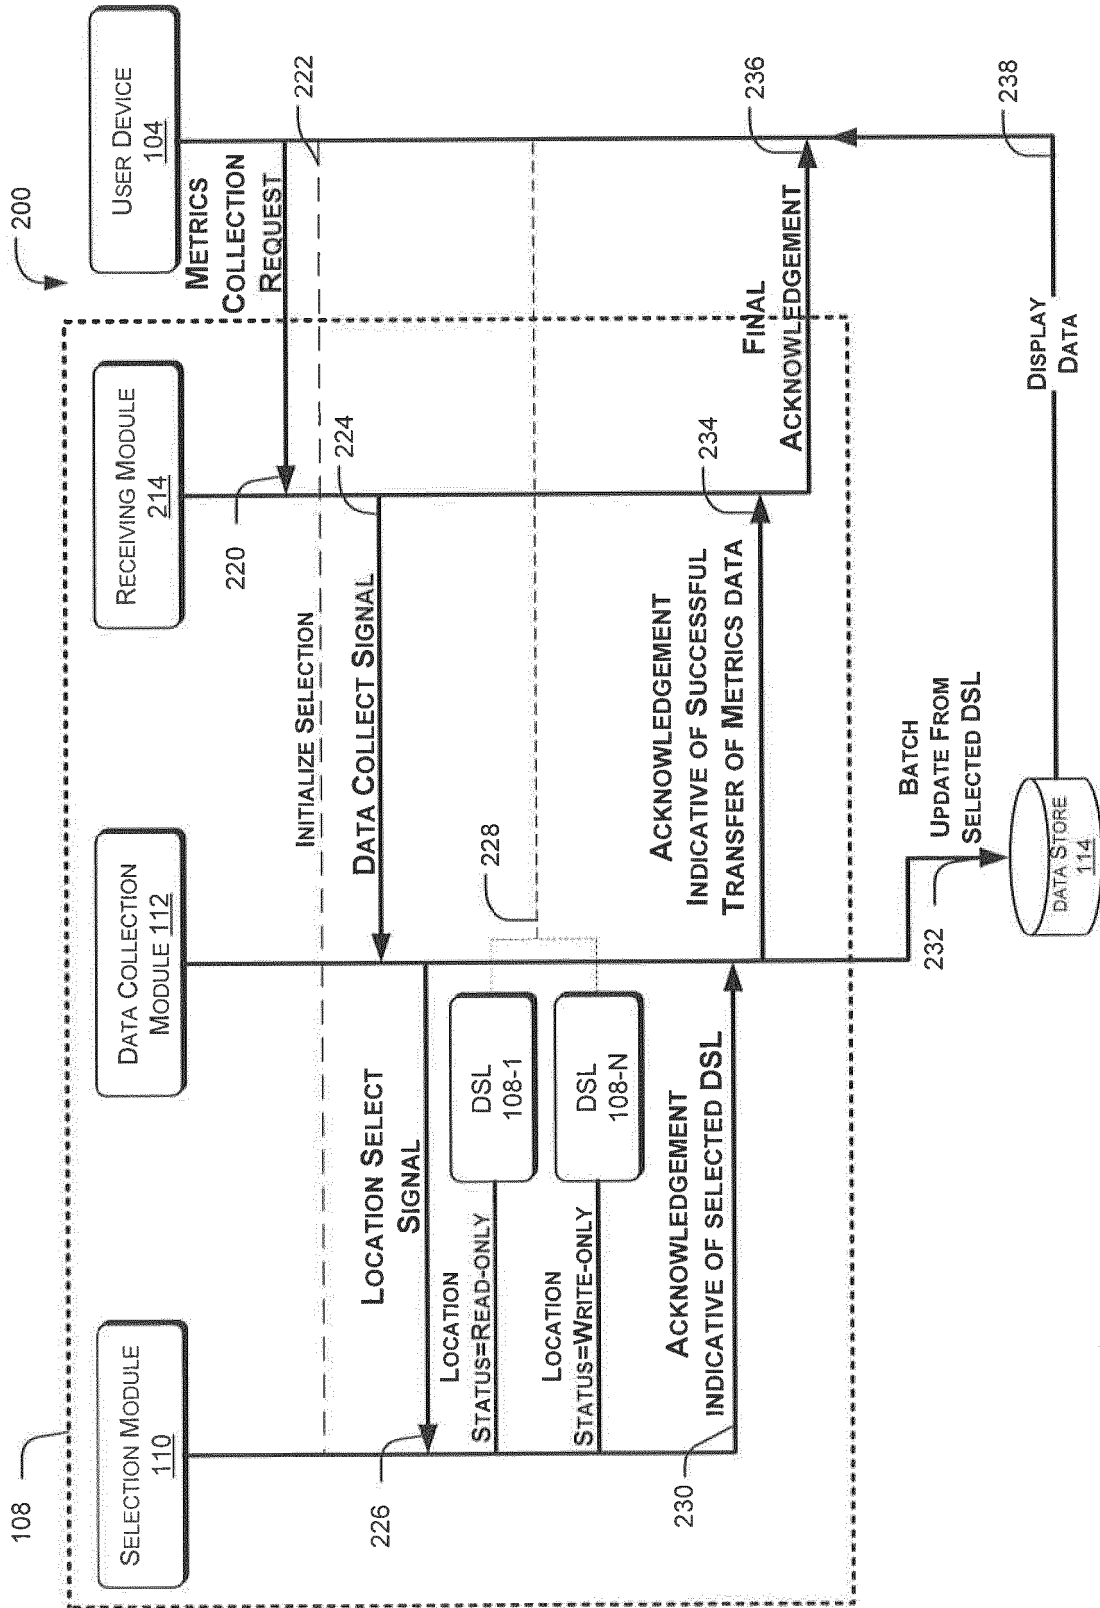 200
108
SELECTION MODULE
110
DATA COLLECTION
MODULE 112
RECEIVING MODULE
214
USER DEVICE
104
METRICS
COLLECTION
REQUEST
220
222
INITIALIZE SELECTION
224
DATA COLLECT SIGNAL
LOCATION SELECT
SIGNAL
226
LOCATION
STATUS=READ-ONLY
DSL
108-1
228
LOCATION
STATUS=WRITE-ONLY
DSL
108-N
230
ACKNOWLEDGEMENT
INDICATIVE OF SELECTED DSL
ACKNOWLEDGEMENT
INDICATIVE OF SUCCESSFUL
TRANSFER OF METRICS DATA
234
FINAL
ACKNOWLEDGEMENT
236
232
BATCH
UPDATE FROM
SELECTED DSL
DATA STORE
114
DISPLAY
DATA
238